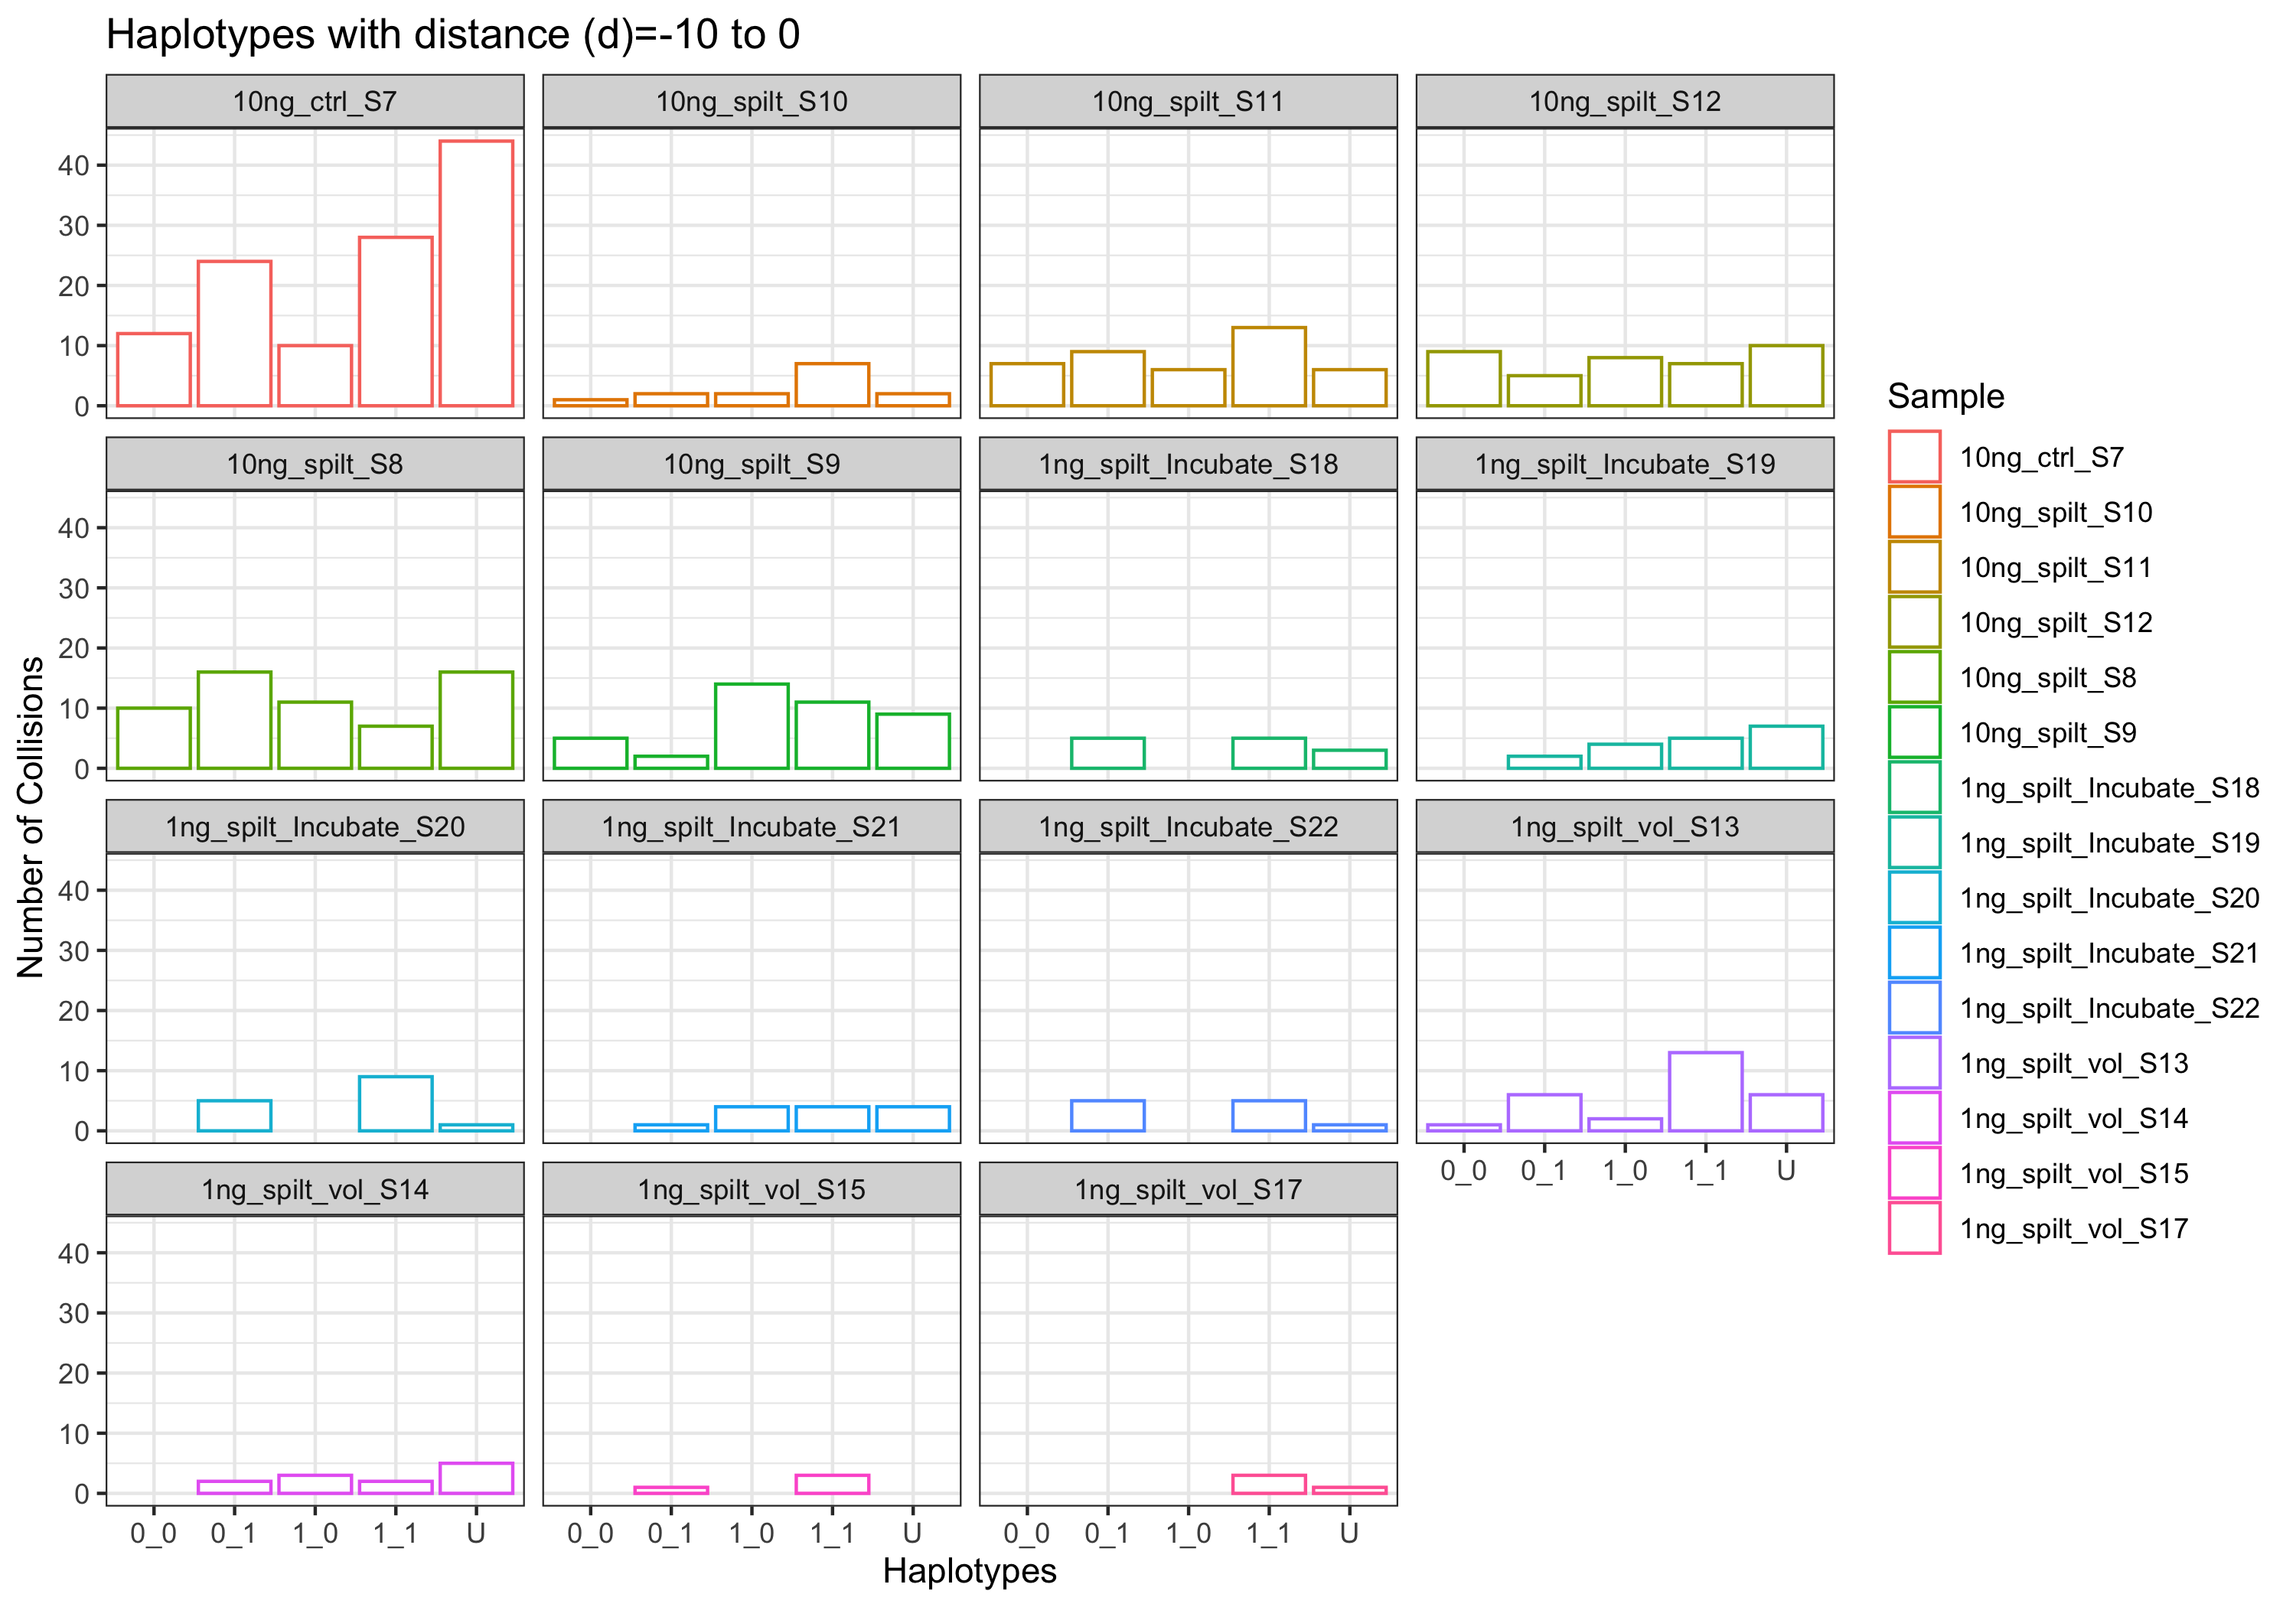 Haplotypes with distance (d)=-10 to 0
10ng_ctrl_S7
10ng_spilt_S10
10ng_spilt_S11
10ng_spilt_S12
40
30
20
10
0
10ng_spilt_S8
10ng_spilt_S9
1ng_spilt_Incubate_S18
1ng_spilt_Incubate_S19
40
30
20
10
0
Number of Collisions
1ng_spilt_Incubate_S20
1ng_spilt_Incubate_S21
1ng_spilt_Incubate_S22
1ng_spilt_vol_S13
40
30
20
10
0
0_0 0_1 1_0 1_1 U
1ng_spilt_vol_S14
1ng_spilt_vol_S15
1ng_spilt_vol_S17
40
30
20
10
0
0_0 0_1 1_0 1_1 U
0_0 0_1 1_0 1_1 U
0_0 0_1 1_0 1_1 U
Haplotypes
Sample
10ng_ctrl_S7
10ng_spilt_S10
10ng_spilt_S11
10ng_spilt_S12
10ng_spilt_S8
10ng_spilt_S9
1ng_spilt_Incubate_S18
1ng_spilt_Incubate_S19
1ng_spilt_Incubate_S20
1ng_spilt_Incubate_S21
1ng_spilt_Incubate_S22
1ng_spilt_vol_S13
1ng_spilt_vol_S14
1ng_spilt_vol_S15
1ng_spilt_vol_S17